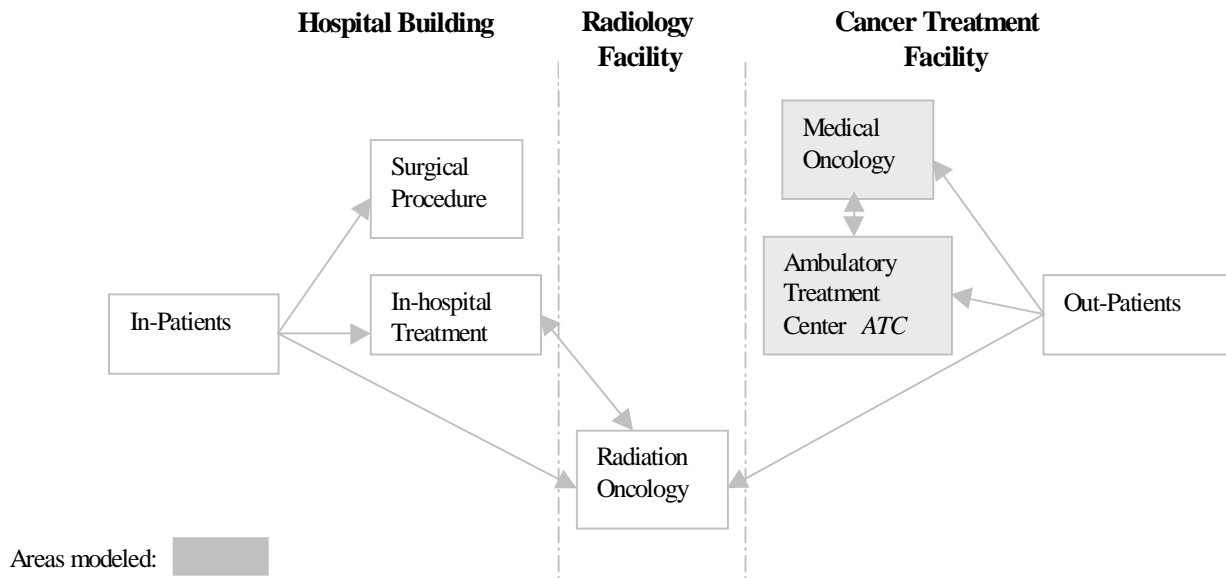 Hospital Building
Radiology
Facility
Cancer Treatment
Facility
Medical
Oncology
Surgical
Procedure
Ambulatory
Treatment
Center ATC
In-Patients
In-hospital
Treatment
Out-Patients
Radiation
Oncology
Areas modeled: